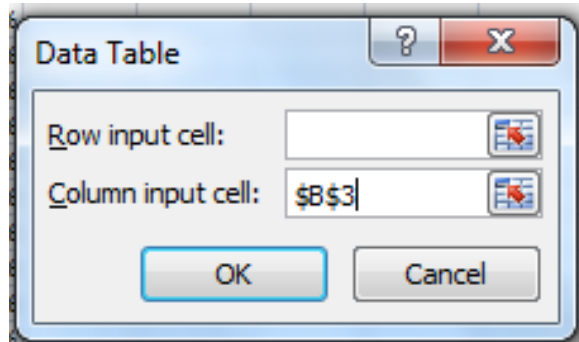 Data Table
Row input cell:
Column input cell: $B$3
OK Cancel